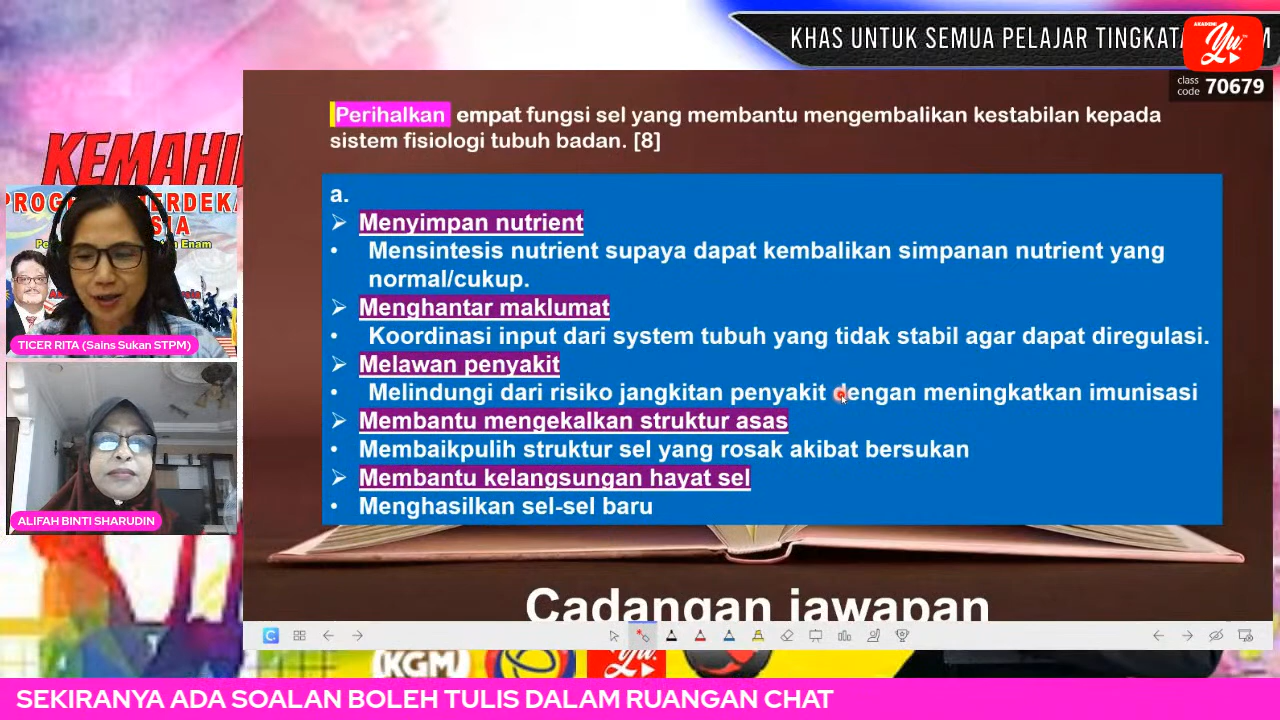 KHAS UNTUK SEMUA PELAJAR TINGKATA
AKADEMI
Yu.
class
code 70679
KEMAHI
Perihalkan empat fungsi sel yang membantu mengembalikan kestabilan kepada
sistem fisiologi tubuh badan. [8]
a.
Menyimpan nutrient
Mensintesis nutrient supaya dapat kembalikan simpanan nutrient yang
normal/cukup.
Menghantar maklumat
Koordinasi input dari system tubuh yang tidak stabil agar dapat diregulasi.
Melawan penyakit
Melindungi dari risiko jangkitan penyakit dengan meningkatkan imunisasi
Membantu mengekalkan struktur asas
Membaikpulih struktur sel yang rosak akibat bersukan
Membantu kelangsungan hayat sel
Menghasilkan sel-sel baru
Cadangan jawapan
TICER RITA (Sains Sukan STPM)
ALIFAH BINTI SHARUDIN
KGM
SEKIRANYA ADA SOALAN BOLEH TULIS DALAM RUANGAN CHAT